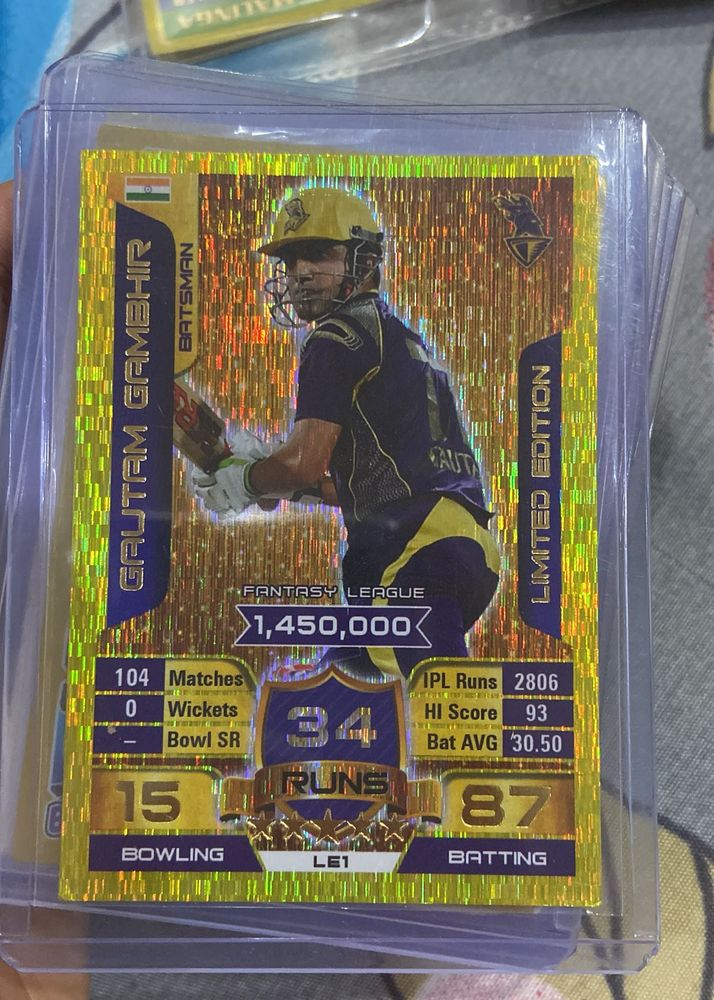 MALINGA
GAUTAM GAMBHIR
BATSMAN
LIMITED EDITION
FANTASY LEAGUE
1,450,000
104 Matches
0 Wickets
– Bowl SR
IPL Runs 2806
HI Score 93
Bat AVG 30.50
34
RUNS
15
87
BOWLING
LE1
BATTING